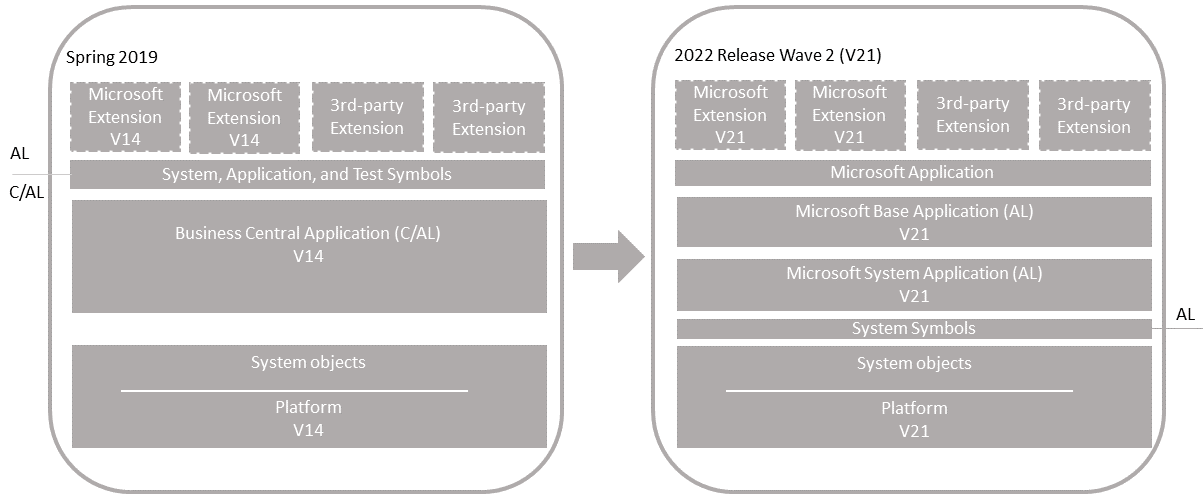 Spring 2019
Microsoft
Extension
V14
Microsoft
Extension
V14
3rd-party
Extension
3rd-party
Extension
AL
C/AL
System, Application, and Test Symbols
Business Central Application (C/AL)
V14
System objects
Platform
V14
2022 Release Wave 2 (V21)
Microsoft
Extension
V21
Microsoft
Extension
V21
3rd-party
Extension
3rd-party
Extension
Microsoft Application
Microsoft Base Application (AL)
V21
Microsoft System Application (AL)
V21
System Symbols
AL
System objects
Platform
V21